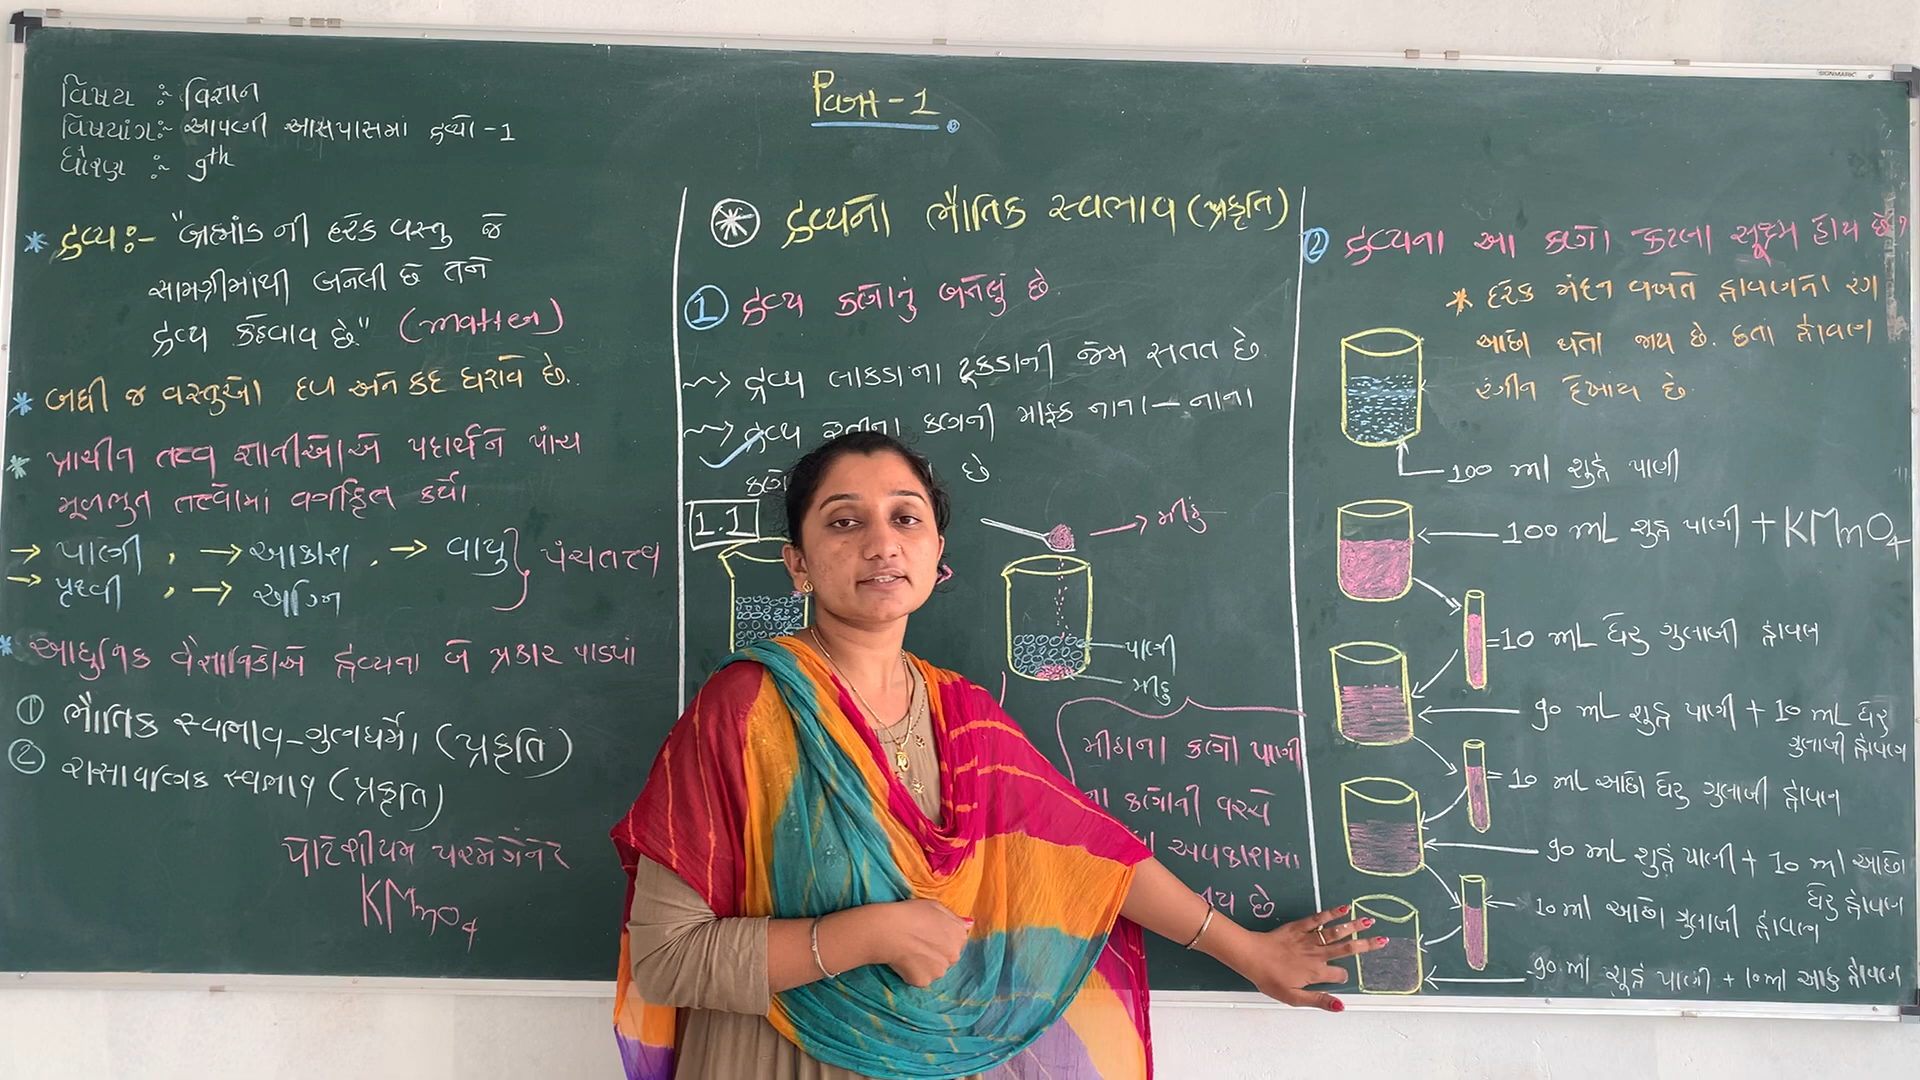 Part - 1
વિષય : વિજ્ઞાન
વિષયાંગ:- આપણી આસપાસમાં દ્રવ્યો -1
ધોરણ :- 9th
* દ્રવ્ય:- "બ્રહ્માંડ ની દરેક વસ્તુ જે
સામગ્રીમાંથી બનેલી છે તેને
દ્રવ્ય કહેવાય છે." (matter)
* બધી જ વસ્તુઓ દળ અને કદ ધરાવે છે.
* પ્રાચીન તત્વ જ્ઞાનીઓએ પદાર્થને પાંચ
મૂળભુત તત્વોમાં વર્ગીકૃત કર્યા.
→ પાણી , → આકાશ , → વાયુ } પંચતત્વ
→ પૃથ્વી , → અગ્નિ
* આધુનિક વૈજ્ઞાનિકોએ દ્રવ્યના બે પ્રકાર પાડયાં
① ભૌતિક સ્વભાવ-ગુણધર્મો (પ્રકૃતિ)
② રાસાયણિક સ્વભાવ (પ્રકૃતિ)
પોટેશીયમ પરમેંગેનેટ
KMnO4
* દ્રવ્યના ભૌતિક સ્વભાવ (પ્રકૃતિ)
① દ્રવ્ય કણોનું બનેલું છે.
→ દ્રવ્ય લાકડાના ટૂકડાની જેમ સતત છે.
→ દ્રવ્ય રેતીના કણની માફક નાના-નાના
છે
1.1
→ મીઠું
પાણી
મીઠું
મીઠાના કણો પાણી
કણોની વચ્ચે
અવકાશમાં
છે.
② દ્રવ્યના આ કણો કેટલા સૂક્ષ્મ હોય છે ?
* દરેક મંદન વખતે દ્રાવણનો રંગ
આછો થતો જાય છે. છતા દ્રાવણ
રંગીન દેખાય છે.
100 ml શુદ્ધ પાણી
100 mL શુદ્ધ પાણી + KMnO4
=10 mL ઘેરુ ગુલાબી દ્રાવણ
90 mL શુદ્ધ પાણી + 10 mL ઘેરુ
ગુલાબી દ્રાવણ
=10 mL આછો ઘેરુ ગુલાબી દ્રાવણ
90 mL શુદ્ધ પાણી + 10 ml આછો
ઘેરુ દ્રાવણ
10 ml આછો ગુલાબી દ્રાવણ
90 ml શુદ્ધ પાણી + 10 ml આછુ દ્રાવણ
SIGNMARK